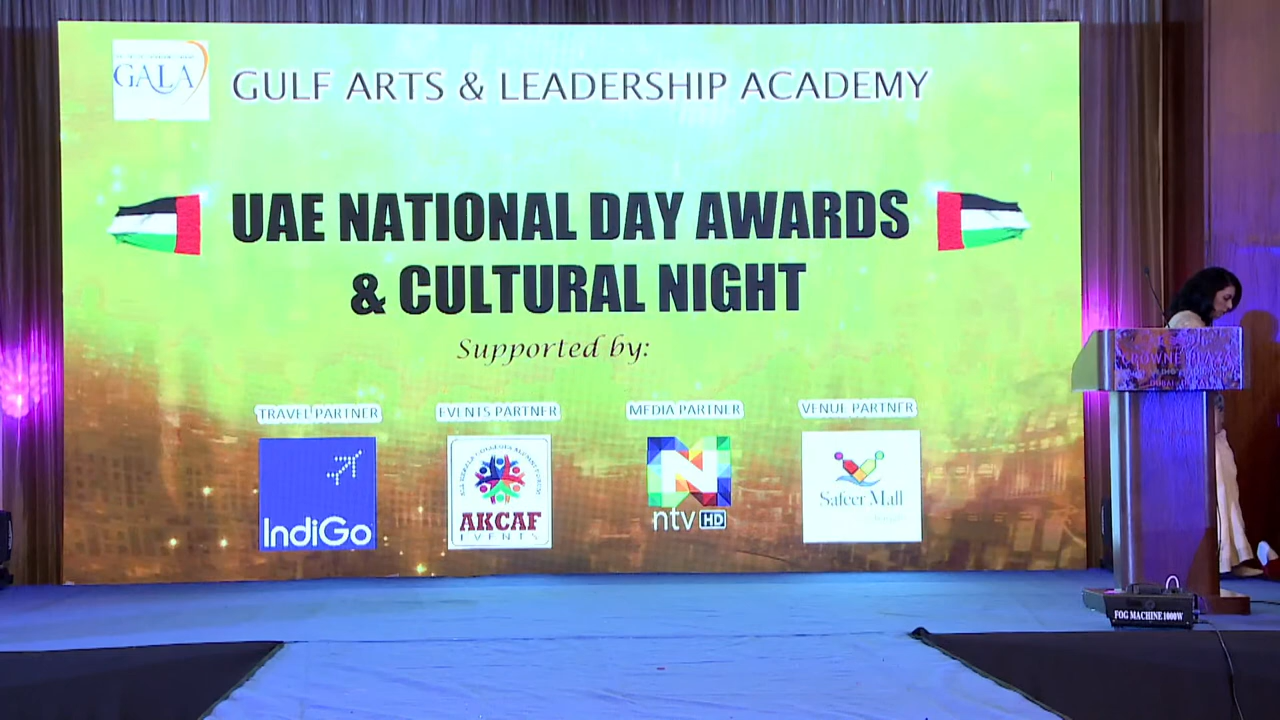 GALA
GULF ARTS & LEADERSHIP ACADEMY
UAE NATIONAL DAY AWARDS
& CULTURAL NIGHT
Supported by:
TRAVEL PARTNER
EVENTS PARTNER
MEDIA PARTNER
VENUE PARTNER
IndiGo
AKCAF
EVENTS
N
ntv HD
Safeer Mall
CROWNE PLAZA
FOG MACHINE 1000W